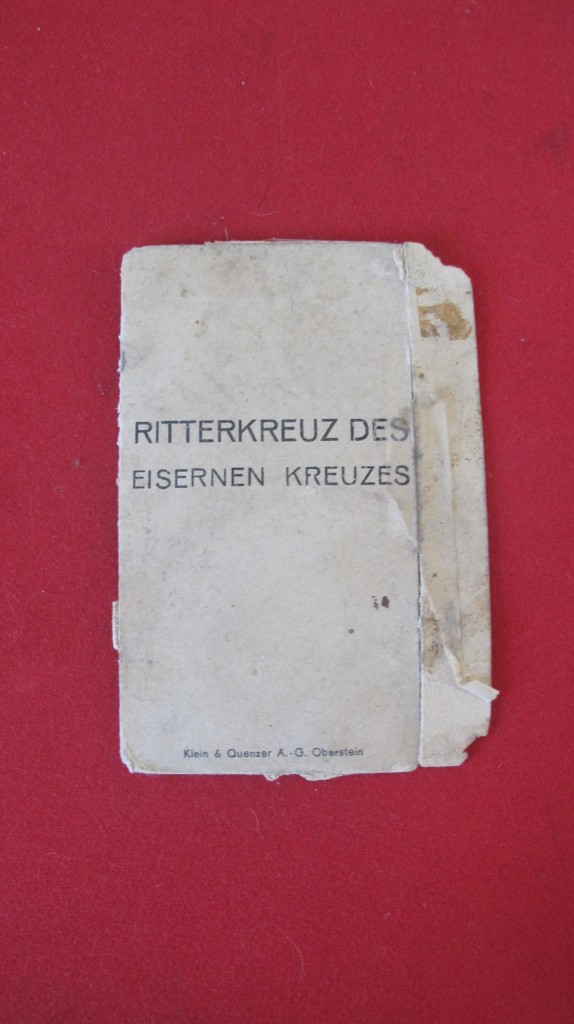 RITTERKREUZ DES
EISERNEN KREUZES
Klein & Quenzer A.-G. Oberstein